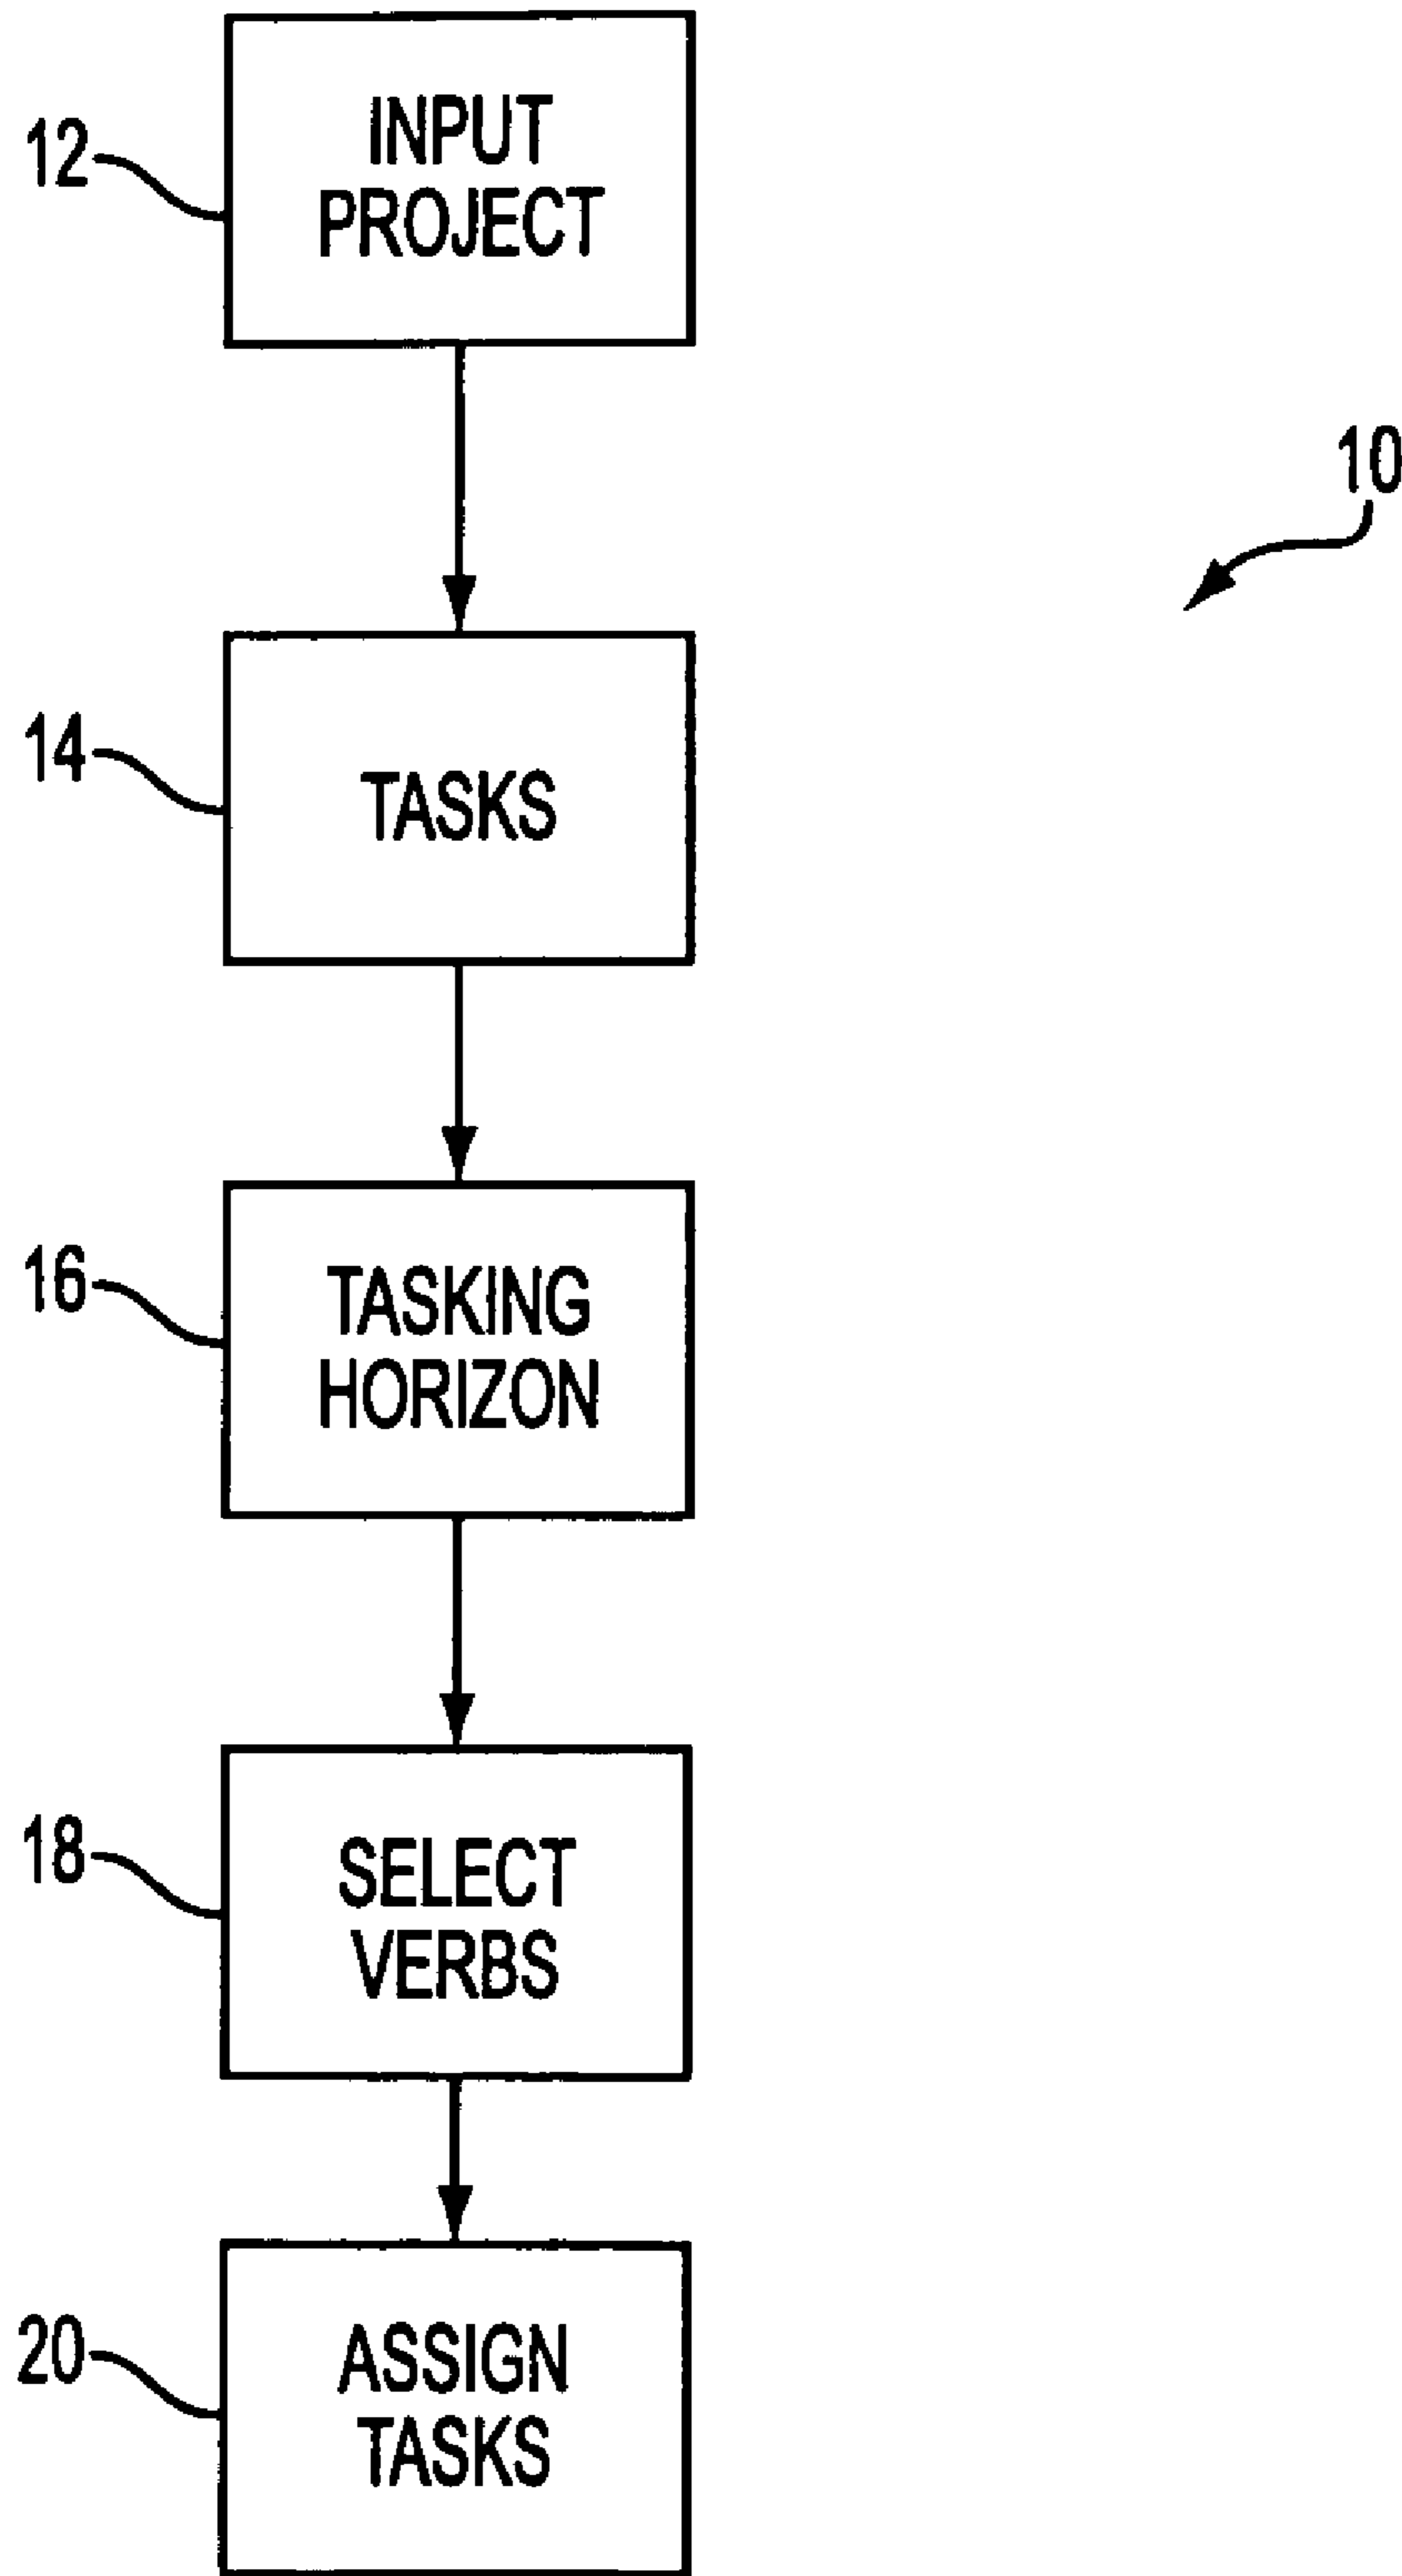 12
INPUT
PROJECT
10
14
TASKS
16
TASKING
HORIZON
18
SELECT
VERBS
20
ASSIGN
TASKS